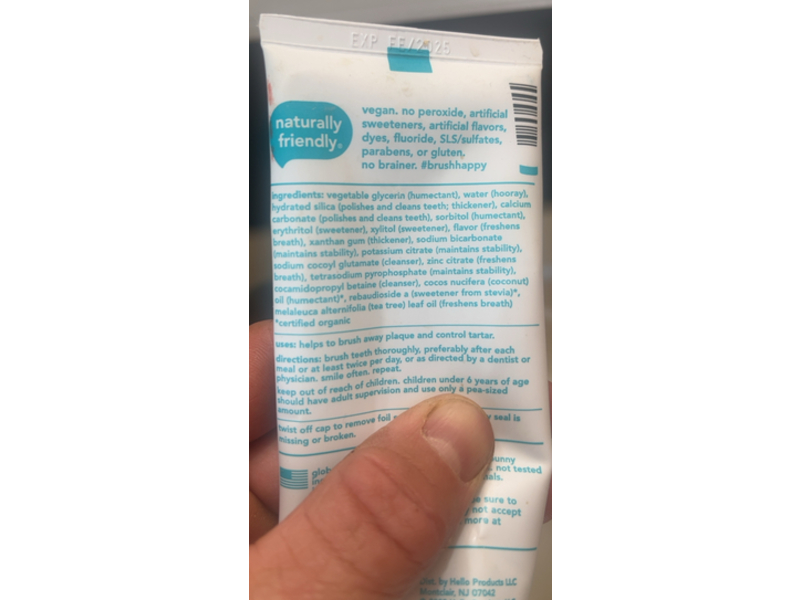 EXP FE/2025
naturally
friendly®
vegan. no peroxide, artificial
sweeteners, artificial flavors,
dyes, fluoride, SLS/sulfates,
parabens, or gluten.
no brainer. #brushhappy
ingredients: vegetable glycerin (humectant), water (hooray),
hydrated silica (polishes and cleans teeth; thickener), calcium
carbonate (polishes and cleans teeth), sorbitol (humectant),
erythritol (sweetener), xylitol (sweetener), flavor (freshens
breath), xanthan gum (thickener), sodium bicarbonate
(maintains stability), potassium citrate (maintains stability),
sodium cocoyl glutamate (cleanser), zinc citrate (freshens
breath), tetrasodium pyrophosphate (maintains stability),
cocamidopropyl betaine (cleanser), cocos nucifera (coconut)
oil (humectant)*, rebaudioside a (sweetener from stevia)*,
melaleuca alternifolia (tea tree) leaf oil (freshens breath)
*certified organic
uses: helps to brush away plaque and control tartar.
directions: brush teeth thoroughly, preferably after each
meal or at least twice per day, or as directed by a dentist or
physician. smile often. repeat.
keep out of reach of children. children under 6 years of age
should have adult supervision and use only a pea-sized
amount.
twist off cap to remove foil seal is
missing or broken.
not tested
sure to
not accept
more at
Dist. by Hello Products LLC
Montclair, NJ 07042